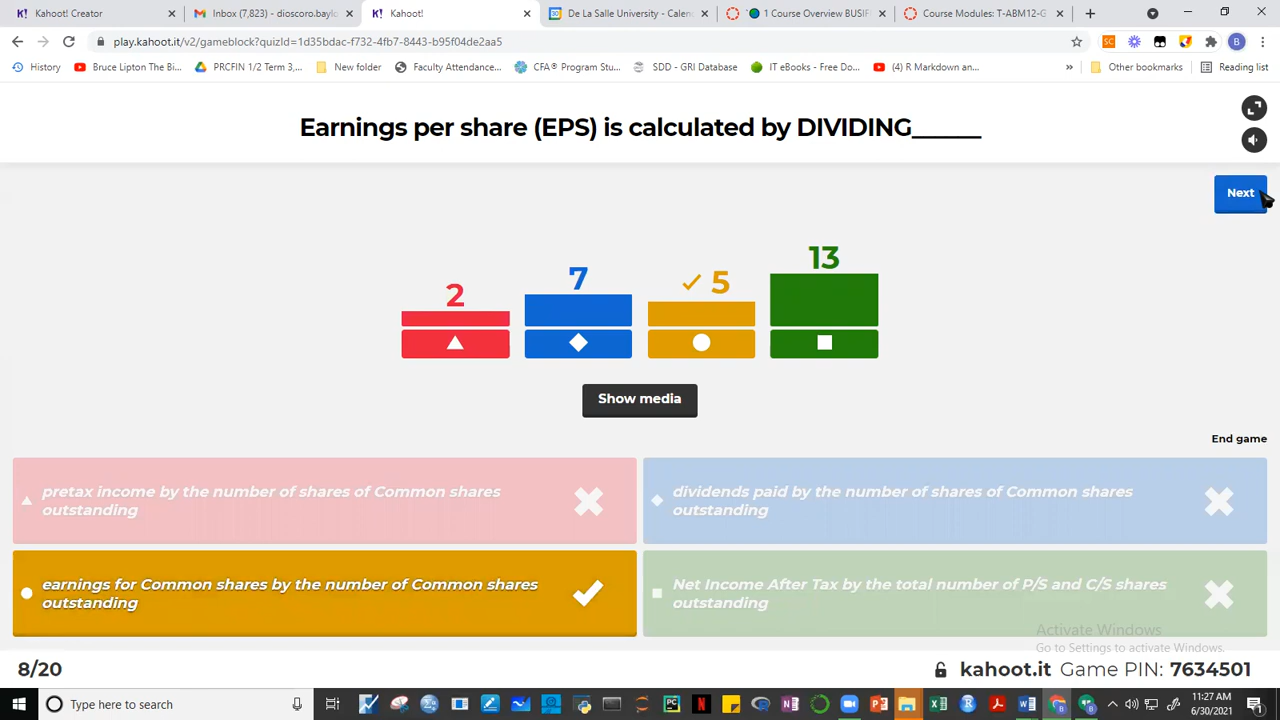 Kahoot! Creator
Inbox (7,823) - dioscoro.baylo
Kahoot!
De La Salle University - Calend
1 Course Overview BUSIF
Course Modules: T-ABM12-G
play.kahoot.it/v2/gameblock?quizId=1d35bdac-f732-4fb7-8443-b95f04de2aa5
SC
B
History
Bruce Lipton The Bi...
PRCFIN 1/2 Term 3,...
New folder
Faculty Attendance...
CFA® Program Stu...
SDD - GRI Database
IT eBooks - Free Do...
(4) R Markdown an...
Other bookmarks
Reading list
Earnings per share (EPS) is calculated by DIVIDING______
Next
2
7
5
13
Show media
End game
pretax income by the number of shares of Common shares
outstanding
dividends paid by the number of shares of Common shares
outstanding
earnings for Common shares by the number of Common shares
outstanding
Net Income After Tax by the total number of P/S and C/S shares
outstanding
Activate Windows
Go to Settings to activate Windows.
8/20
kahoot.it Game PIN: 7634501
Type here to search
11:27 AM
6/30/2021